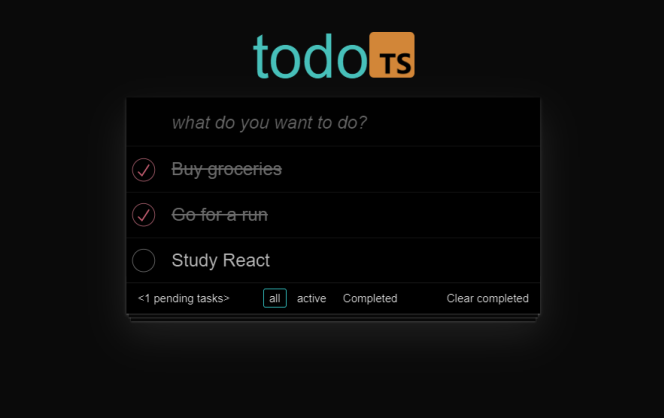 todo TS
what do you want to do?
Buy groceries
Go for a run
Study React
<1 pending tasks> all active Completed Clear completed